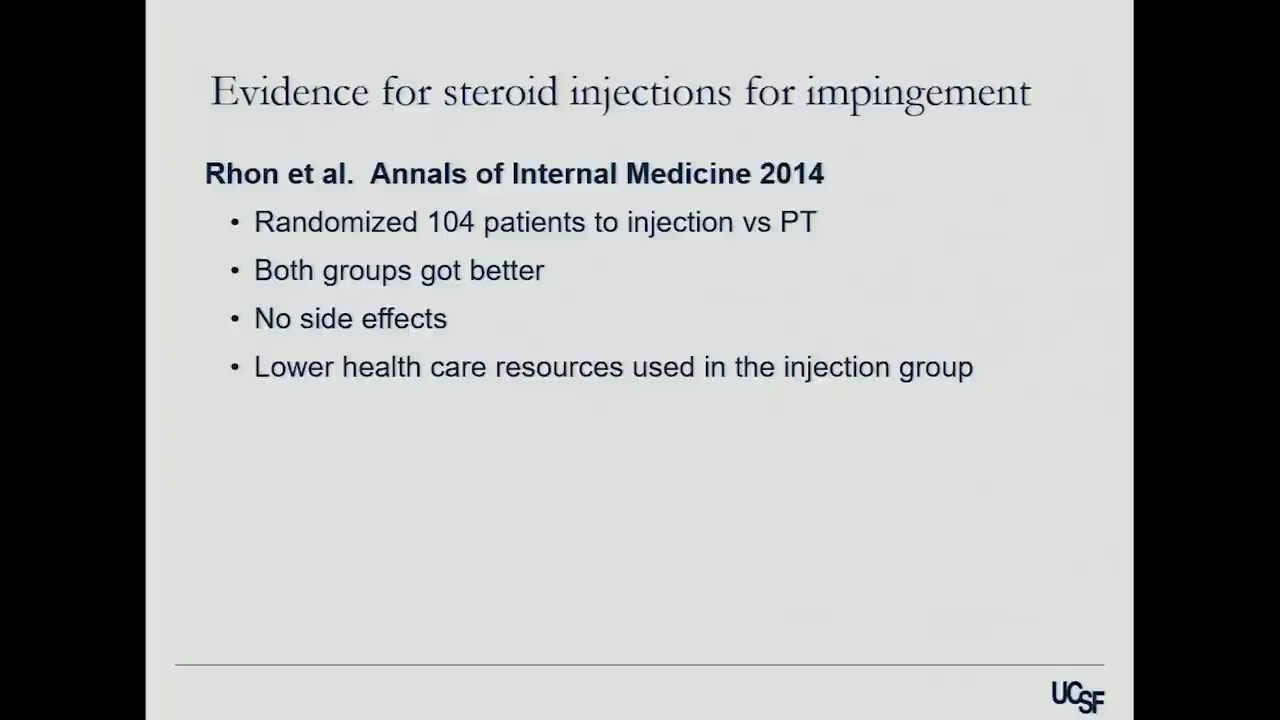 Evidence for steroid injections for impingement
Rhon et al. Annals of Internal Medicine 2014
• Randomized 104 patients to injection vs PT
• Both groups got better
• No side effects
• Lower health care resources used in the injection group
UCSF